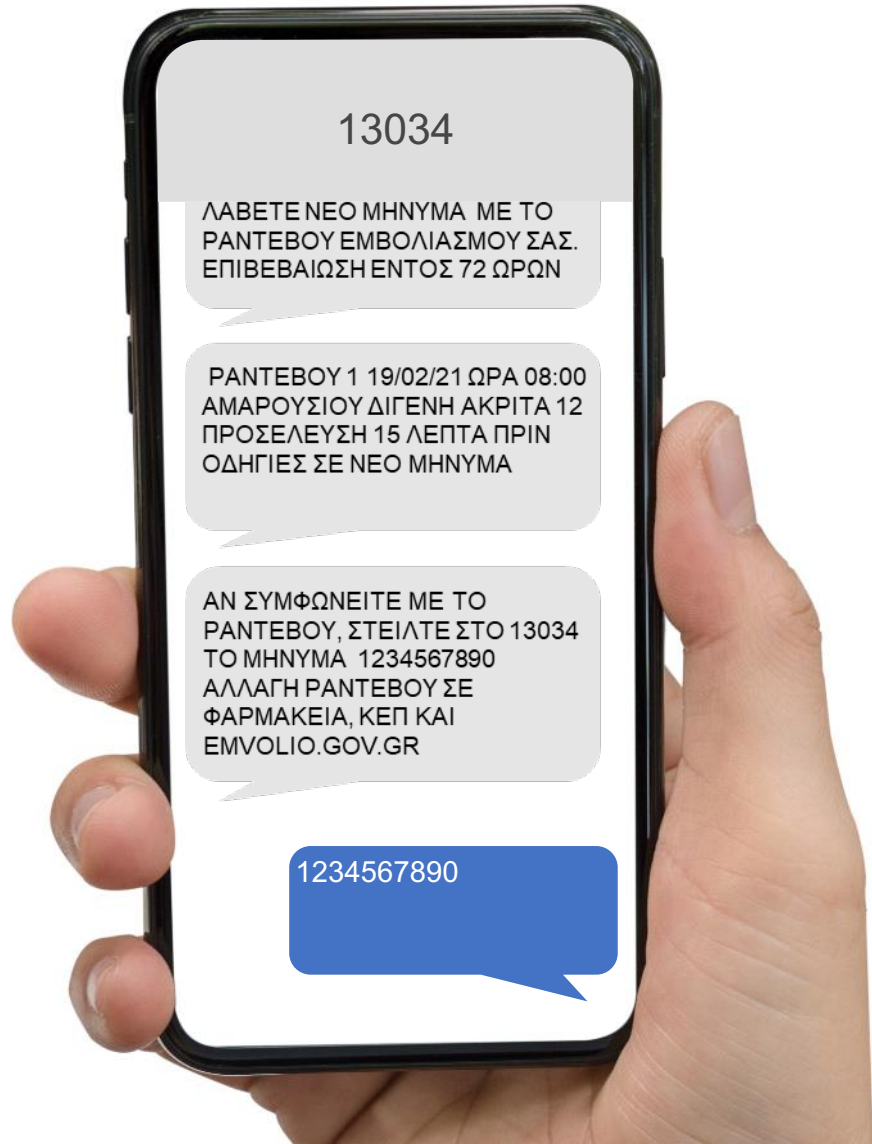 13034
ΛΑΒΕΤΕ ΝΕΟ ΜΗΝΥΜΑ ΜΕ ΤΟ
ΡΑΝΤΕΒΟΥ ΕΜΒΟΛΙΑΣΜΟΥ ΣΑΣ.
ΕΠΙΒΕΒΑΙΩΣΗ ΕΝΤΟΣ 72 ΩΡΩΝ
ΡΑΝΤΕΒΟΥ 1 19/02/21 ΩΡΑ 08:00
ΑΜΑΡΟΥΣΙΟΥ ΔΙΓΕΝΗ ΑΚΡΙΤΑ 12
ΠΡΟΣΕΛΕΥΣΗ 15 ΛΕΠΤΑ ΠΡΙΝ
ΟΔΗΓΙΕΣ ΣΕ ΝΕΟ ΜΗΝΥΜΑ
ΑΝ ΣΥΜΦΩΝΕΙΤΕ ΜΕ ΤΟ
ΡΑΝΤΕΒΟΥ, ΣΤΕΙΛΤΕ ΣΤΟ 13034
ΤΟ ΜΗΝΥΜΑ 1234567890
ΑΛΛΑΓΗ ΡΑΝΤΕΒΟΥ ΣΕ
ΦΑΡΜΑΚΕΙΑ, ΚΕΠ ΚΑΙ
EMVOLIO.GOV.GR
1234567890